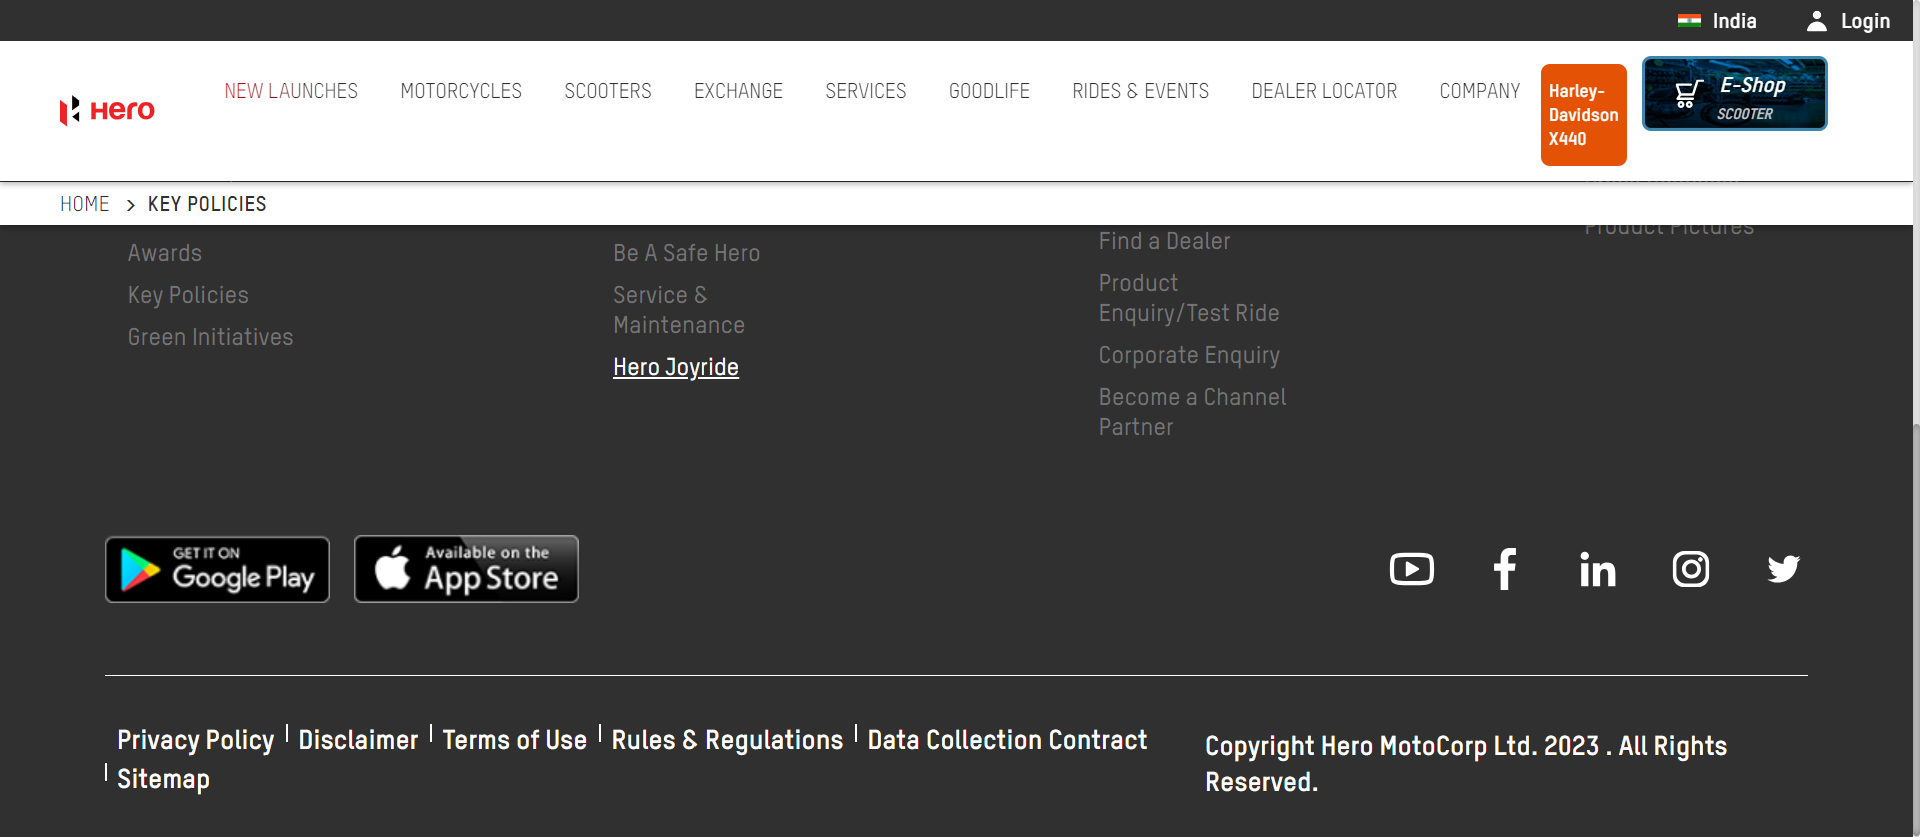 India Login
NEW LAUNCHES MOTORCYCLES SCOOTERS EXCHANGE SERVICES GOODLIFE RIDES & EVENTS DEALER LOCATOR COMPANY
Harley-
Davidson
X440
E-Shop
SCOOTER
Hero
HOME > KEY POLICIES
Awards
Key Policies
Green Initiatives
Be A Safe Hero
Service &
Maintenance
Hero Joyride
Find a Dealer
Product
Enquiry/Test Ride
Corporate Enquiry
Become a Channel
Partner
Product Pictures
GET IT ON
Google Play
Available on the
App Store
Privacy Policy Disclaimer Terms of Use Rules & Regulations Data Collection Contract
Sitemap
Copyright Hero MotoCorp Ltd. 2023 . All Rights
Reserved.